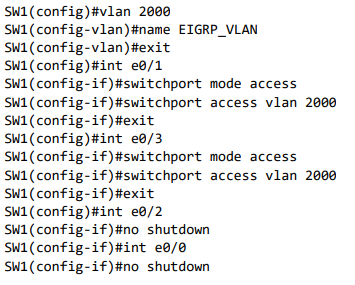 SW1(config)#vlan 2000
SW1(config-vlan)#name EIGRP_VLAN
SW1(config-vlan)#exit
SW1(config)#int e0/1
SW1(config-if)#switchport mode access
SW1(config-if)#switchport access vlan 2000
SW1(config-if)#exit
SW1(config)#int e0/3
SW1(config-if)#switchport mode access
SW1(config-if)#switchport access vlan 2000
SW1(config-if)#exit
SW1(config)#int e0/2
SW1(config-if)#no shutdown
SW1(config-if)#int e0/0
SW1(config-if)#no shutdown